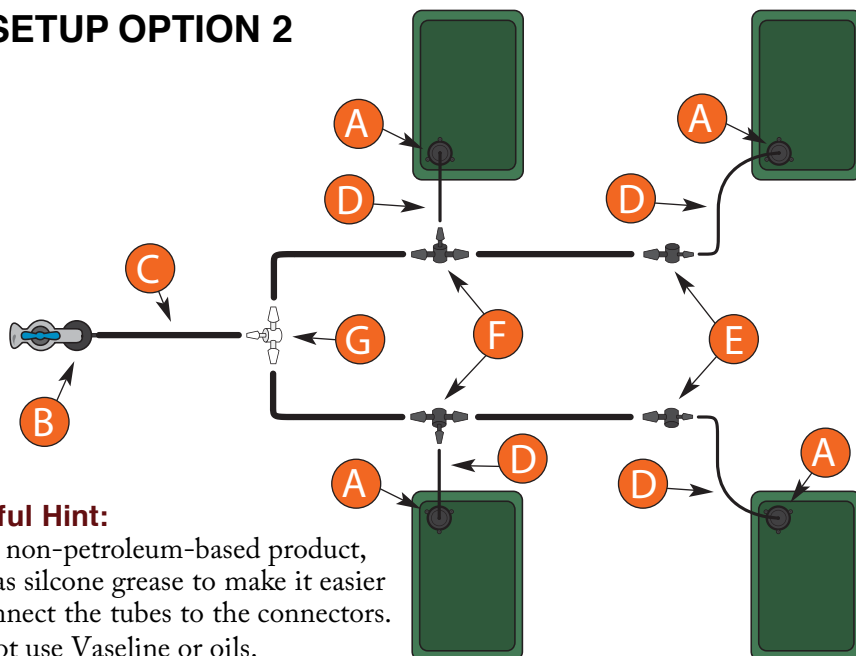 SETUP OPTION 2
A
A
D
D
C
G
F
E
B
D
A
A
D
ful Hint:
non-petroleum-based product,
as silcone grease to make it easier
nnect the tubes to the connectors.
ot use Vaseline or oils.